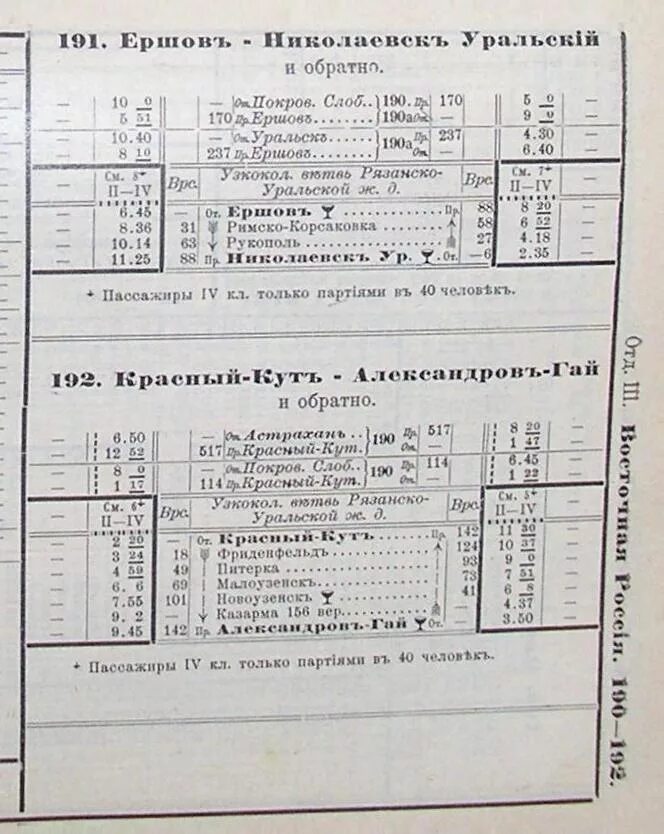 191. Ершовъ - Николаевскъ Уральскій
и обратно.
— 10 0 — От. Покров. Слоб.. 190. Пр. 170 5 0 —
— 5 51 170 Пр. Ершовъ........ 190а От. — 9 0 —
— 10.40 — От. Уральскъ..... 190а Пр. 237 4.30 —
— 8 10 237 Пр. Ершовъ....... От. — 6.40 —
См. 8+ II—IV Врс. Узкокол. вѣтвь Рязанско-Уральской ж. д. Врс. См. 7+ II—IV
— 6.45 — От. Ершовъ ............ Пр. 88 8 20 —
— 8.36 31 Римско-Корсаковка ....... 58 6 52 —
— 10.14 63 Рукополь ............... 27 4.18 —
— 11.25 88 Пр. Николаевскъ Ур. . От. —6 2.35 —
+ Пассажиры IV кл. только партіями въ 40 человѣкъ.
192. Красный-Кутъ - Александровъ-Гай
и обратно.
— 6.50 — От. Астрахань.. 190 Пр. 517 8 20 —
— 12 52 517 Пр. Красный-Кут. От. — 1 47 —
— 8 0 — От. Покров. Слоб. 190 Пр. 114 6.45 —
— 1 17 114 Пр. Красный-Кут. От. — 1 22 —
См. 6+ II—IV Врс. Узкокол. вѣтвь Рязанско-Уральской ж. д. Врс. См. 5+ II—IV
— 2 20 — От. Красный-Кутъ....... Пр. 142 11 30 —
— 3 24 18 Фриденфельдъ............ 124 10 37 —
— 4 59 49 Питерка ................ 93 9 0 —
— 6. 6 69 Малоузенскъ............. 73 7 51 —
— 7.55 101 Новоузенскъ ............ 41 6 8 —
— 9. 2 — Казарма 156 вер.......... — 4.37 —
— 9.45 142 Пр. Александровъ-Гай От. — 3.50 —
+ Пассажиры IV кл. только партіями въ 40 человѣкъ.
Отд. III. Восточная Россія. 190—192.